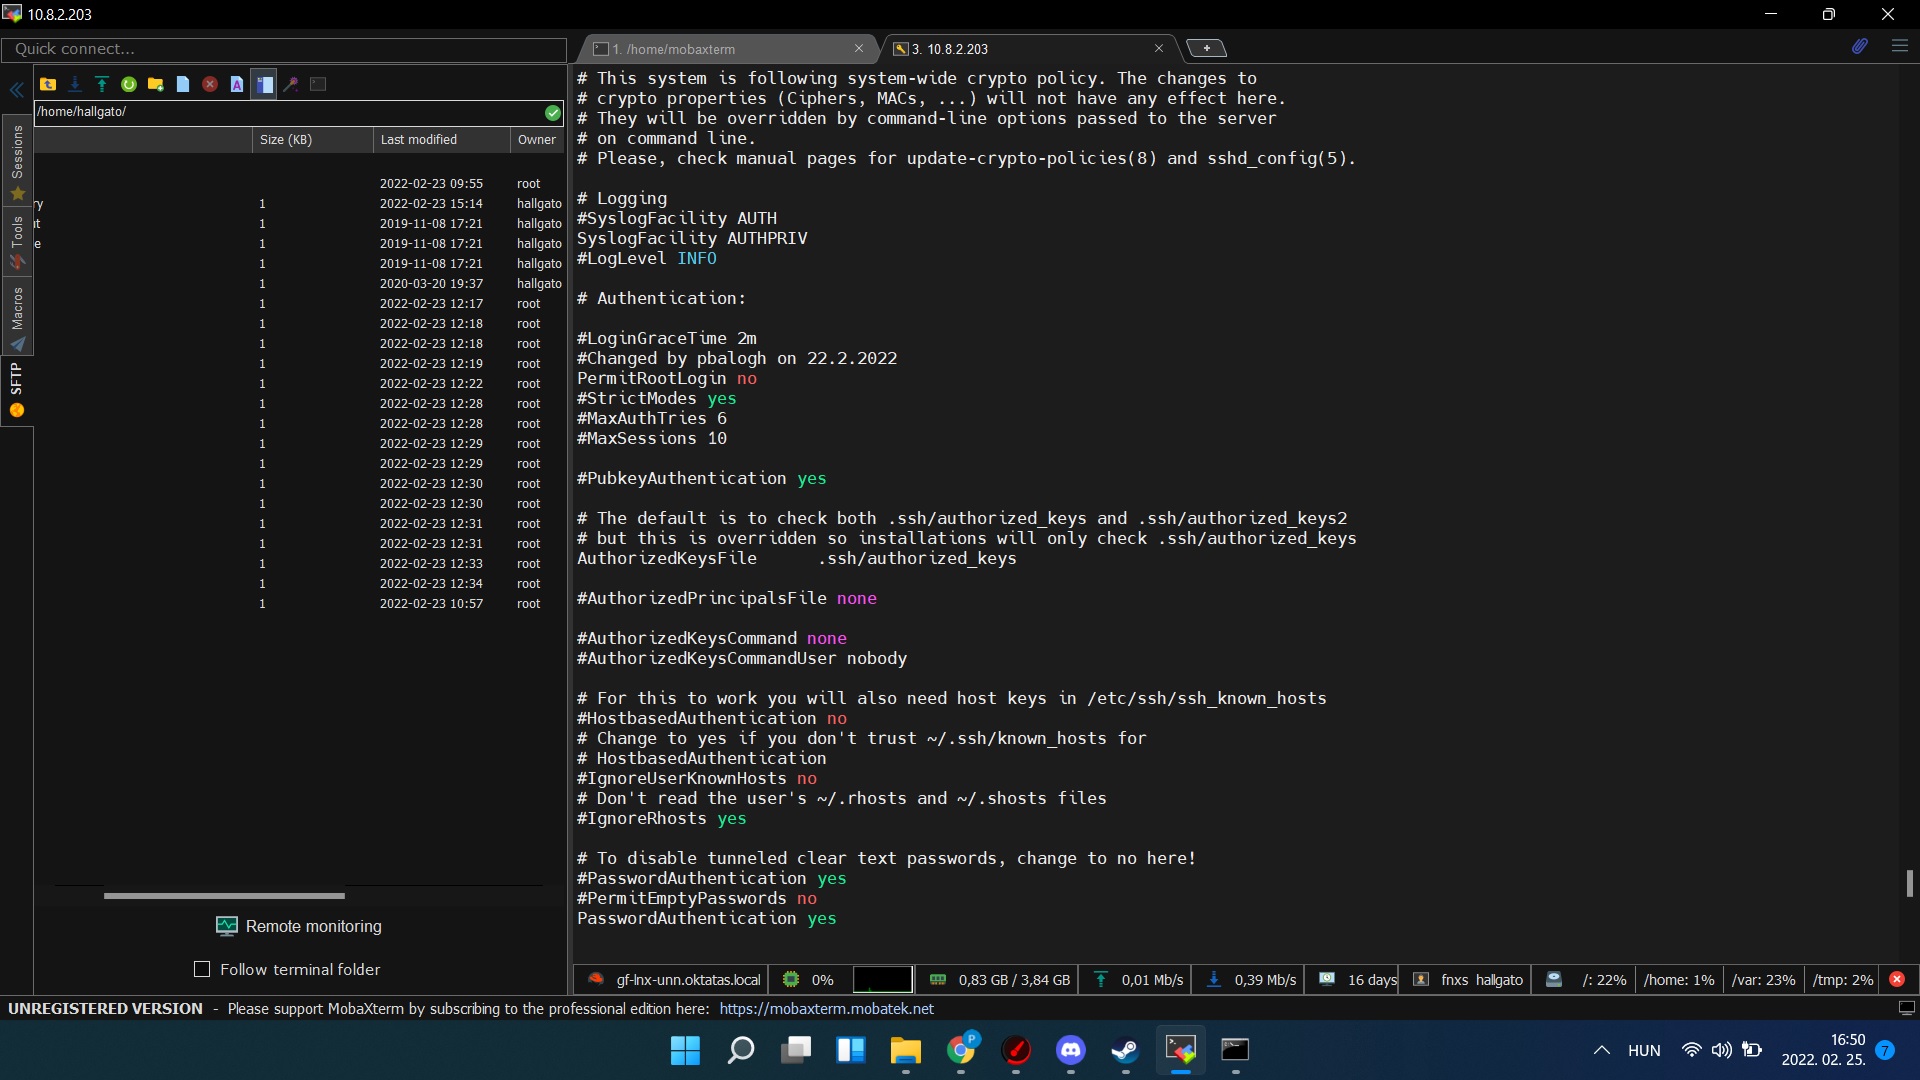 10.8.2.203
Quick connect...
1. /home/mobaxterm
3. 10.8.2.203
/home/hallgato/
Size (KB) Last modified Owner
2022-02-23 09:55 root
ry 1 2022-02-23 15:14 hallgato
it 1 2019-11-08 17:21 hallgato
e 1 2019-11-08 17:21 hallgato
1 2019-11-08 17:21 hallgato
1 2020-03-20 19:37 hallgato
1 2022-02-23 12:17 root
1 2022-02-23 12:18 root
1 2022-02-23 12:18 root
1 2022-02-23 12:19 root
1 2022-02-23 12:22 root
1 2022-02-23 12:28 root
1 2022-02-23 12:28 root
1 2022-02-23 12:29 root
1 2022-02-23 12:29 root
1 2022-02-23 12:30 root
1 2022-02-23 12:30 root
1 2022-02-23 12:31 root
1 2022-02-23 12:31 root
1 2022-02-23 12:33 root
1 2022-02-23 12:34 root
1 2022-02-23 10:57 root
Sessions
Tools
Macros
SFTP
Remote monitoring
Follow terminal folder
# This system is following system-wide crypto policy. The changes to
# crypto properties (Ciphers, MACs, ...) will not have any effect here.
# They will be overridden by command-line options passed to the server
# on command line.
# Please, check manual pages for update-crypto-policies(8) and sshd_config(5).
# Logging
#SyslogFacility AUTH
SyslogFacility AUTHPRIV
#LogLevel INFO
# Authentication:
#LoginGraceTime 2m
#Changed by pbalogh on 22.2.2022
PermitRootLogin no
#StrictModes yes
#MaxAuthTries 6
#MaxSessions 10
#PubkeyAuthentication yes
# The default is to check both .ssh/authorized_keys and .ssh/authorized_keys2
# but this is overridden so installations will only check .ssh/authorized_keys
AuthorizedKeysFile .ssh/authorized_keys
#AuthorizedPrincipalsFile none
#AuthorizedKeysCommand none
#AuthorizedKeysCommandUser nobody
# For this to work you will also need host keys in /etc/ssh/ssh_known_hosts
#HostbasedAuthentication no
# Change to yes if you don't trust ~/.ssh/known_hosts for
# HostbasedAuthentication
#IgnoreUserKnownHosts no
# Don't read the user's ~/.rhosts and ~/.shosts files
#IgnoreRhosts yes
# To disable tunneled clear text passwords, change to no here!
#PasswordAuthentication yes
#PermitEmptyPasswords no
PasswordAuthentication yes
gf-lnx-unn.oktatas.local 0% 0,83 GB / 3,84 GB 0,01 Mb/s 0,39 Mb/s 16 days fnxs hallgato /: 22% /home: 1% /var: 23% /tmp: 2%
UNREGISTERED VERSION - Please support MobaXterm by subscribing to the professional edition here: https://mobaxterm.mobatek.net
P
HUN
16:50
2022. 02. 25.
7